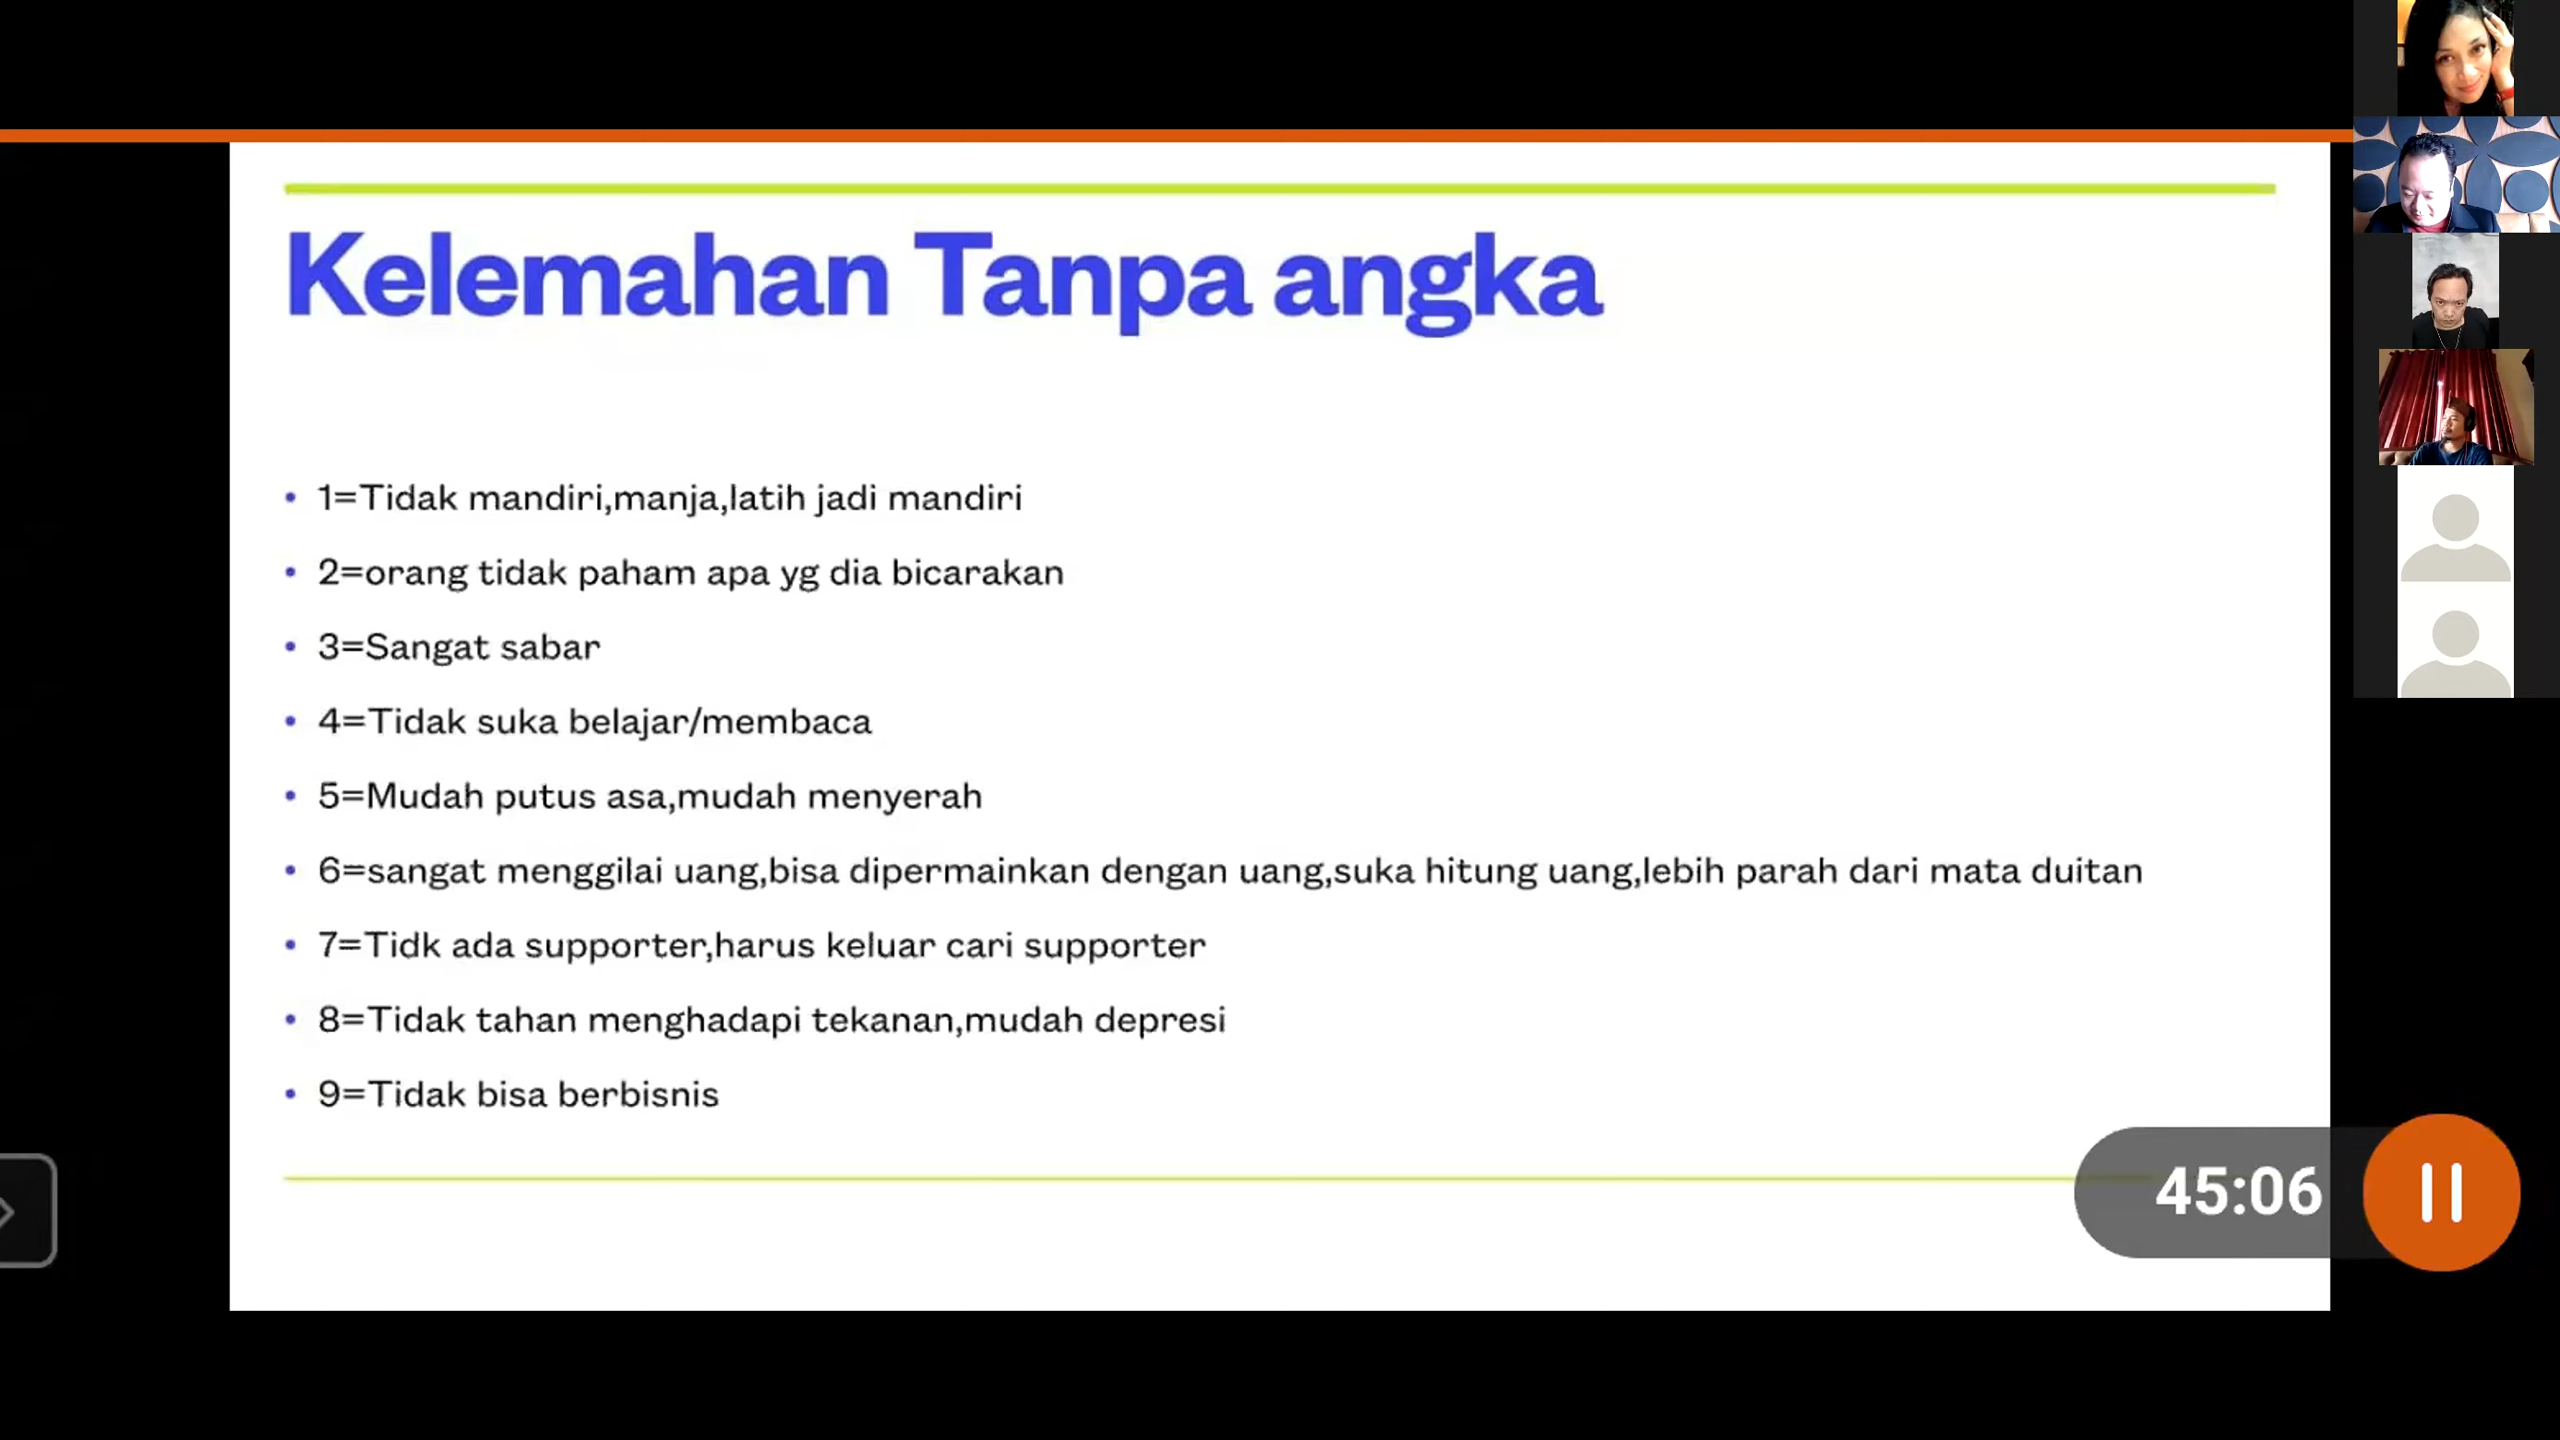 Kelemahan Tanpa angka
• 1=Tidak mandiri,manja,latih jadi mandiri
• 2=orang tidak paham apa yg dia bicarakan
• 3=Sangat sabar
• 4=Tidak suka belajar/membaca
• 5=Mudah putus asa,mudah menyerah
• 6=sangat menggilai uang,bisa dipermainkan dengan uang,suka hitung uang,lebih parah dari mata duitan
• 7=Tidk ada supporter,harus keluar cari supporter
• 8=Tidak tahan menghadapi tekanan,mudah depresi
• 9=Tidak bisa berbisnis
45:06